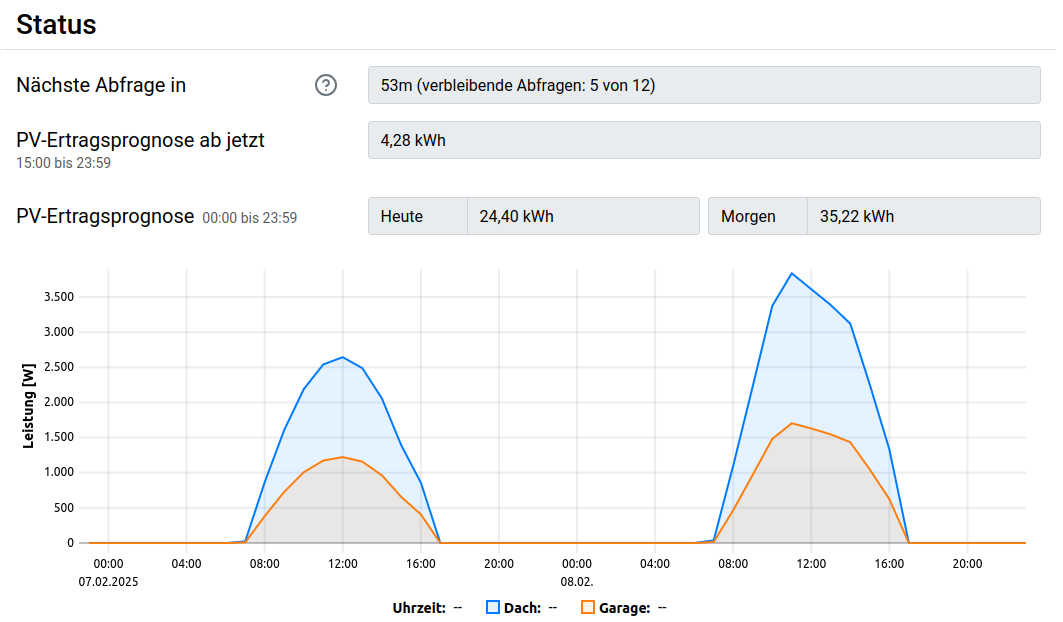 Status
Nächste Abfrage in
53m (verbleibende Abfragen: 5 von 12)
PV-Ertragsprognose ab jetzt
4,28 kWh
15:00 bis 23:59
PV-Ertragsprognose 00:00 bis 23:59
Heute 24,40 kWh
Morgen 35,22 kWh
Leistung [W]
3.500
3.000
2.500
2.000
1.500
1.000
500
0
00:00 04:00 08:00 12:00 16:00 20:00 00:00 04:00 08:00 12:00 16:00 20:00
07.02.2025 08.02.
Uhrzeit: -- Dach: -- Garage: --